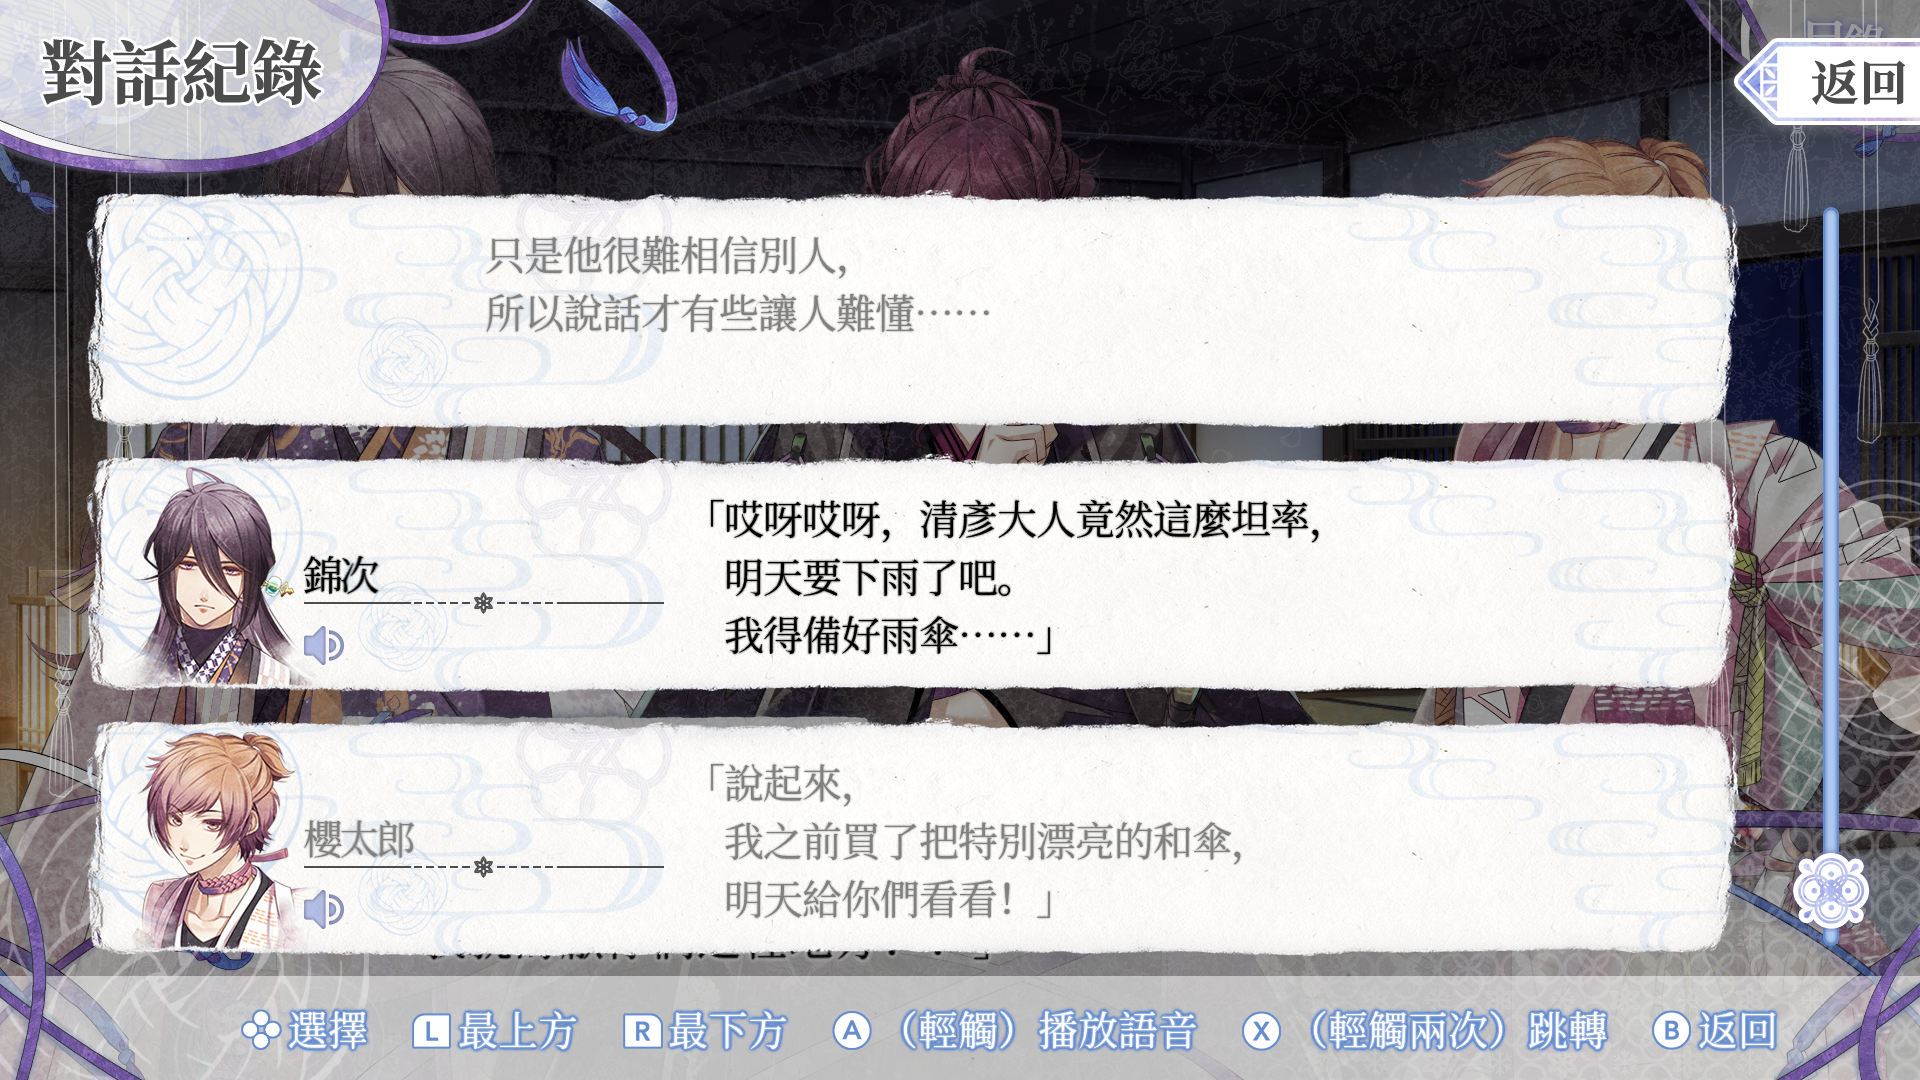 對話紀錄
返回
只是他很難相信別人，
所以說話才有些讓人難懂……
錦次
「哎呀哎呀，清彥大人竟然這麼坦率，
明天要下雨了吧。
我得備好雨傘……」
櫻太郎
「說起來，
我之前買了把特別漂亮的和傘，
明天給你們看看！」
選擇
L 最上方
R 最下方
A （輕觸）播放語音
X （輕觸兩次）跳轉
B 返回